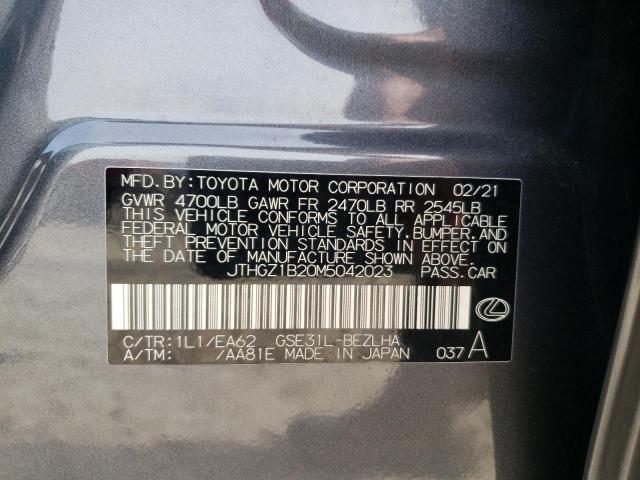 MFD. BY: TOYOTA MOTOR CORPORATION 02/21
GVWR 4700LB GAWR FR 2470LB RR 2545LB
THIS VEHICLE CONFORMS TO ALL APPLICABLE
FEDERAL MOTOR VEHICLE SAFETY, BUMPER, AND
THEFT PREVENTION STANDARDS IN EFFECT ON
THE DATE OF MANUFACTURE SHOWN ABOVE.
JTHGZ1B20M5042023 PASS. CAR
C/TR: 1L1/EA62 GSE31L-BEZLHA
A/TM: /AA81E MADE IN JAPAN 037 A